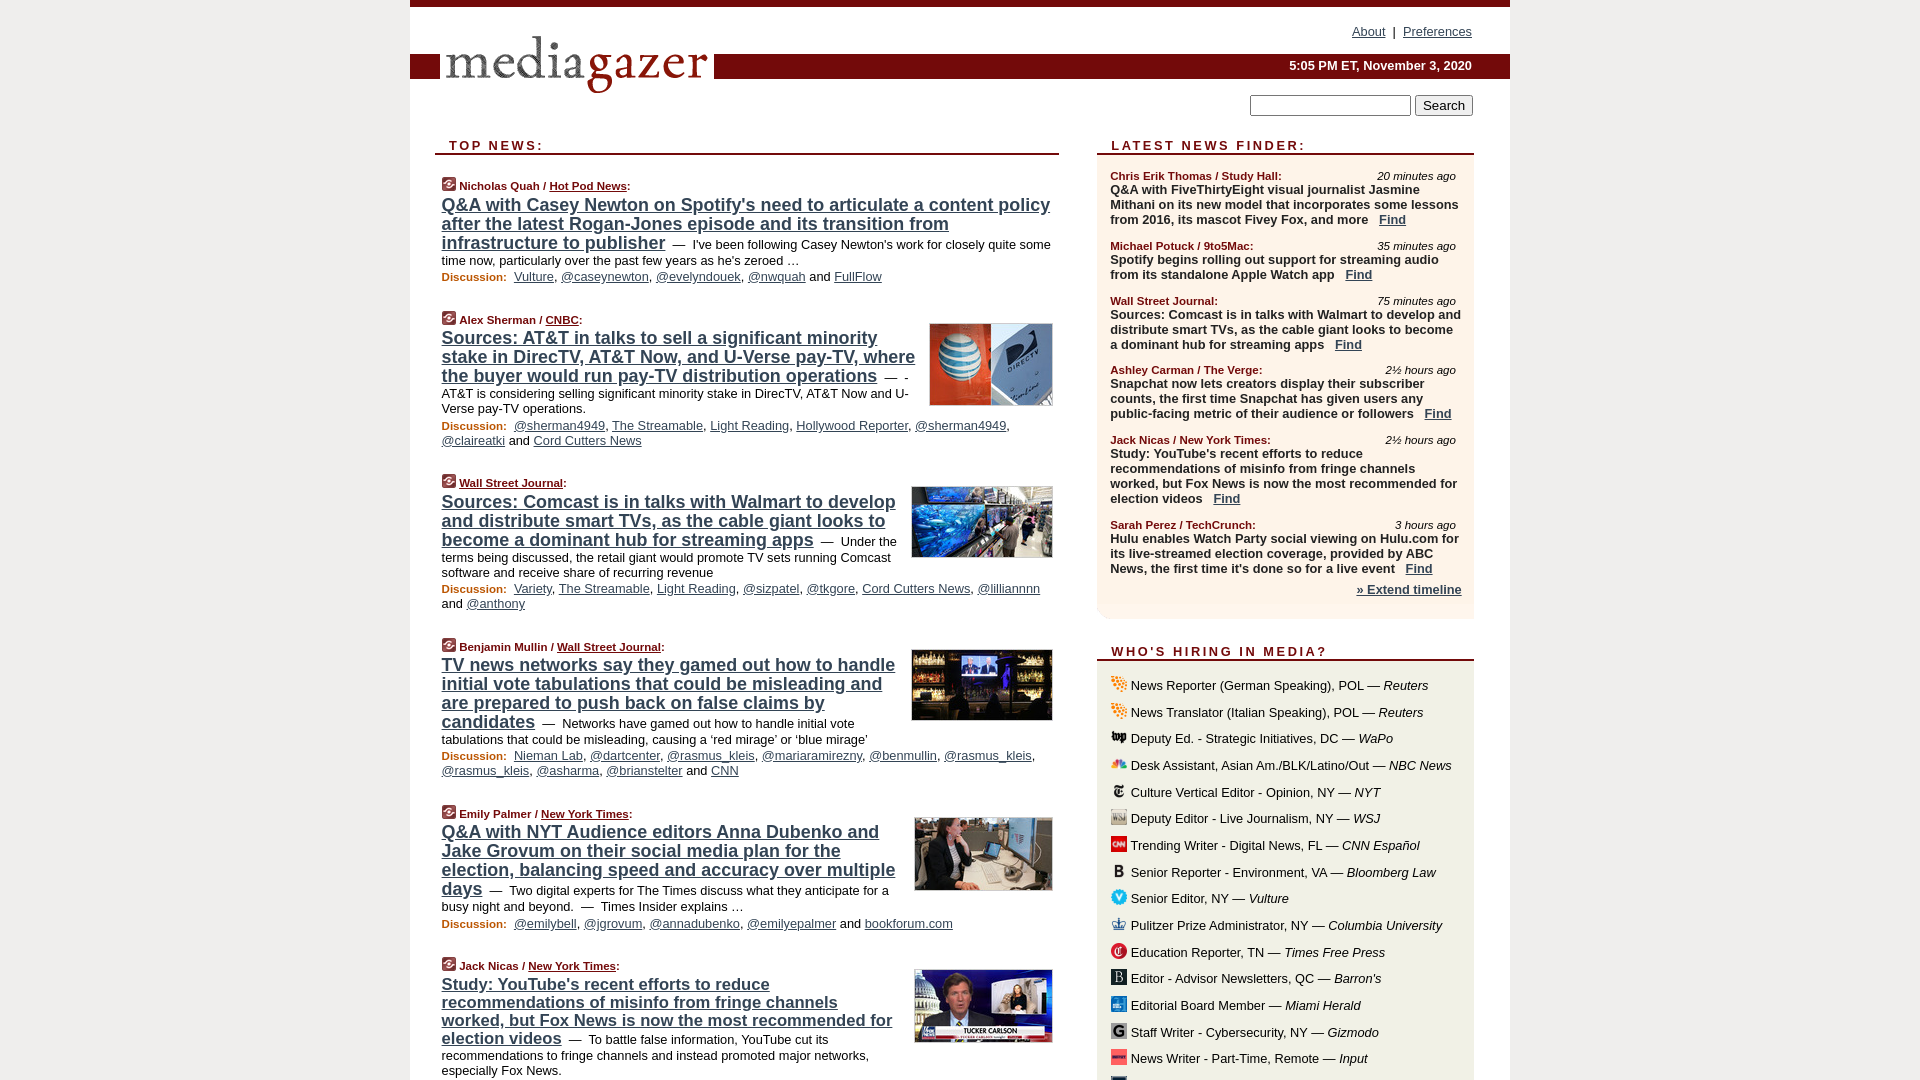 About | Preferences
mediagazer
5:05 PM ET, November 3, 2020
Search
TOP NEWS:
Nicholas Quah / Hot Pod News:
Q&A with Casey Newton on Spotify's need to articulate a content policy
after the latest Rogan-Jones episode and its transition from
infrastructure to publisher — I've been following Casey Newton's work for closely quite some
time now, particularly over the past few years as he's zeroed …
Discussion: Vulture, @caseynewton, @evelyndouek, @nwquah and FullFlow
Alex Sherman / CNBC:
Sources: AT&T in talks to sell a significant minority
stake in DirecTV, AT&T Now, and U-Verse pay-TV, where
the buyer would run pay-TV distribution operations — -
AT&T is considering selling significant minority stake in DirecTV, AT&T Now and U-
Verse pay-TV operations.
DIRECTV
Discussion: @sherman4949, The Streamable, Light Reading, Hollywood Reporter, @sherman4949,
@claireatki and Cord Cutters News
Wall Street Journal:
Sources: Comcast is in talks with Walmart to develop
and distribute smart TVs, as the cable giant looks to
become a dominant hub for streaming apps — Under the
terms being discussed, the retail giant would promote TV sets running Comcast
software and receive share of recurring revenue
Discussion: Variety, The Streamable, Light Reading, @sizpatel, @tkgore, Cord Cutters News, @lilliannnn
and @anthony
Benjamin Mullin / Wall Street Journal:
TV news networks say they gamed out how to handle
initial vote tabulations that could be misleading and
are prepared to push back on false claims by
candidates — Networks have gamed out how to handle initial vote
tabulations that could be misleading, causing a ‘red mirage’ or ‘blue mirage’
Discussion: Nieman Lab, @dartcenter, @rasmus_kleis, @mariaramirezny, @benmullin, @rasmus_kleis,
@rasmus_kleis, @asharma, @brianstelter and CNN
Emily Palmer / New York Times:
Q&A with NYT Audience editors Anna Dubenko and
Jake Grovum on their social media plan for the
election, balancing speed and accuracy over multiple
days — Two digital experts for The Times discuss what they anticipate for a
busy night and beyond. — Times Insider explains …
Discussion: @emilybell, @jgrovum, @annadubenko, @emilyepalmer and bookforum.com
Jack Nicas / New York Times:
Study: YouTube's recent efforts to reduce
recommendations of misinfo from fringe channels
worked, but Fox News is now the most recommended for
election videos — To battle false information, YouTube cut its
recommendations to fringe channels and instead promoted major networks,
especially Fox News.
TUCKER CARLSON
LATEST NEWS FINDER:
Chris Erik Thomas / Study Hall: 20 minutes ago
Q&A with FiveThirtyEight visual journalist Jasmine
Mithani on its new model that incorporates some lessons
from 2016, its mascot Fivey Fox, and more Find
Michael Potuck / 9to5Mac: 35 minutes ago
Spotify begins rolling out support for streaming audio
from its standalone Apple Watch app Find
Wall Street Journal: 75 minutes ago
Sources: Comcast is in talks with Walmart to develop and
distribute smart TVs, as the cable giant looks to become
a dominant hub for streaming apps Find
Ashley Carman / The Verge: 2½ hours ago
Snapchat now lets creators display their subscriber
counts, the first time Snapchat has given users any
public-facing metric of their audience or followers Find
Jack Nicas / New York Times: 2½ hours ago
Study: YouTube's recent efforts to reduce
recommendations of misinfo from fringe channels
worked, but Fox News is now the most recommended for
election videos Find
Sarah Perez / TechCrunch: 3 hours ago
Hulu enables Watch Party social viewing on Hulu.com for
its live-streamed election coverage, provided by ABC
News, the first time it's done so for a live event Find
» Extend timeline
WHO'S HIRING IN MEDIA?
News Reporter (German Speaking), POL — Reuters
News Translator (Italian Speaking), POL — Reuters
wp Deputy Ed. - Strategic Initiatives, DC — WaPo
Desk Assistant, Asian Am./BLK/Latino/Out — NBC News
Culture Vertical Editor - Opinion, NY — NYT
Deputy Editor - Live Journalism, NY — WSJ
CNN Trending Writer - Digital News, FL — CNN Español
B Senior Reporter - Environment, VA — Bloomberg Law
Senior Editor, NY — Vulture
Pulitzer Prize Administrator, NY — Columbia University
Education Reporter, TN — Times Free Press
B Editor - Advisor Newsletters, QC — Barron's
Editorial Board Member — Miami Herald
G Staff Writer - Cybersecurity, NY — Gizmodo
News Writer - Part-Time, Remote — Input